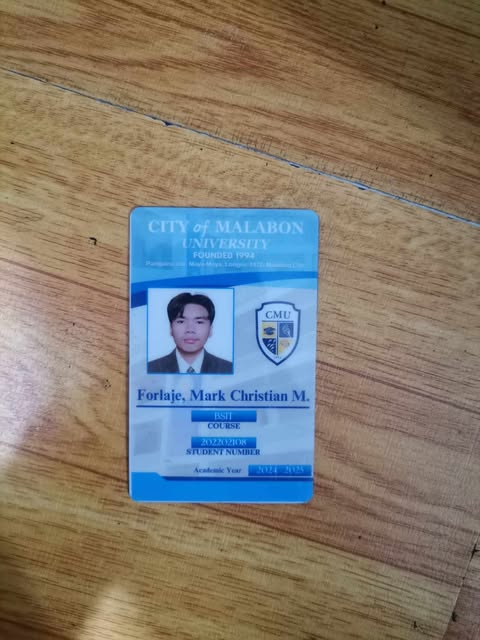 CITY of MALABON
UNIVERSITY
FOUNDED 1994
CMU
Forlaje, Mark Christian M.
BSIT
COURSE
202202108
STUDENT NUMBER
Academic Year 2024 2025